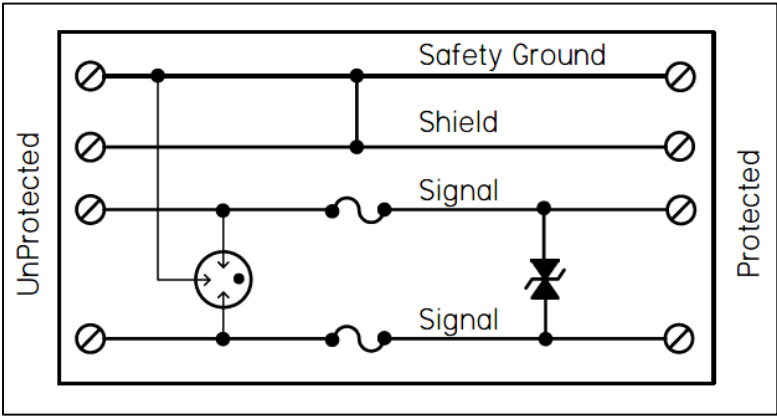 Safety Ground
Shield
UnProtected
Signal
Protected
Signal